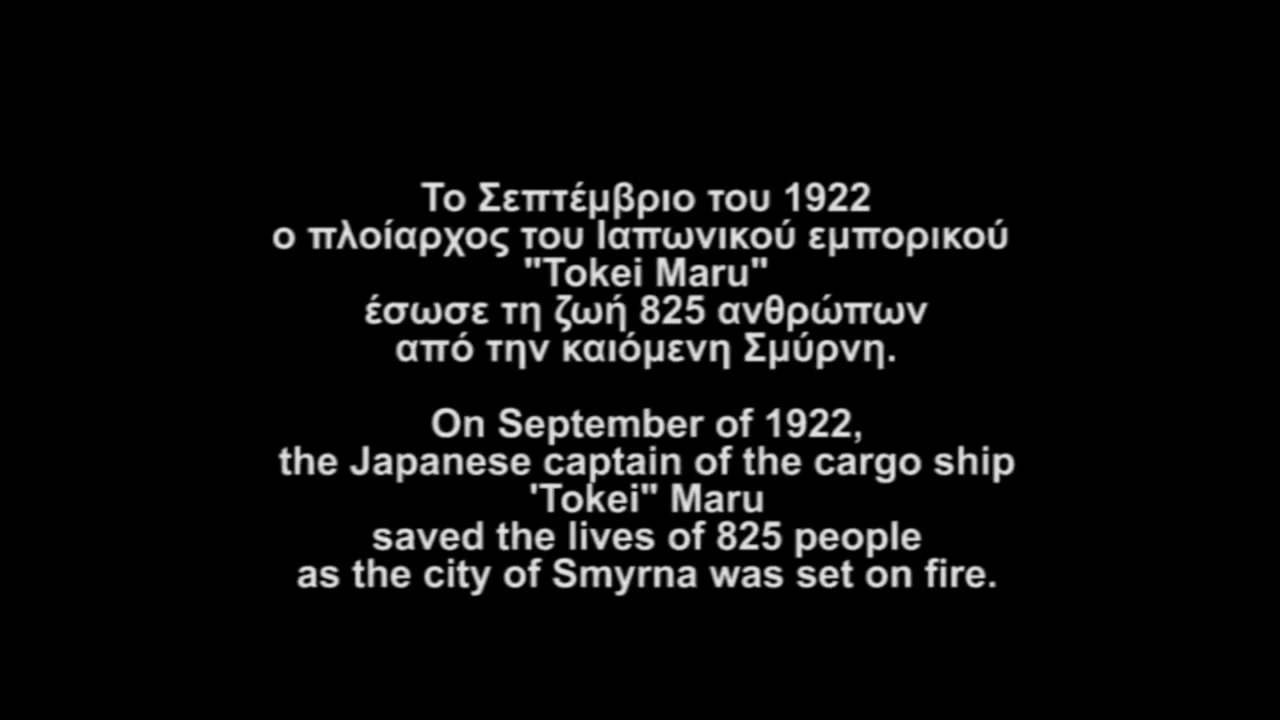 Το Σεπτέμβριο του 1922
ο πλοίαρχος του Ιαπωνικού εμπορικού
"Tokei Maru"
έσωσε τη ζωή 825 ανθρώπων
από την καιόμενη Σμύρνη.
On September of 1922,
the Japanese captain of the cargo ship
'Tokei" Maru
saved the lives of 825 people
as the city of Smyrna was set on fire.